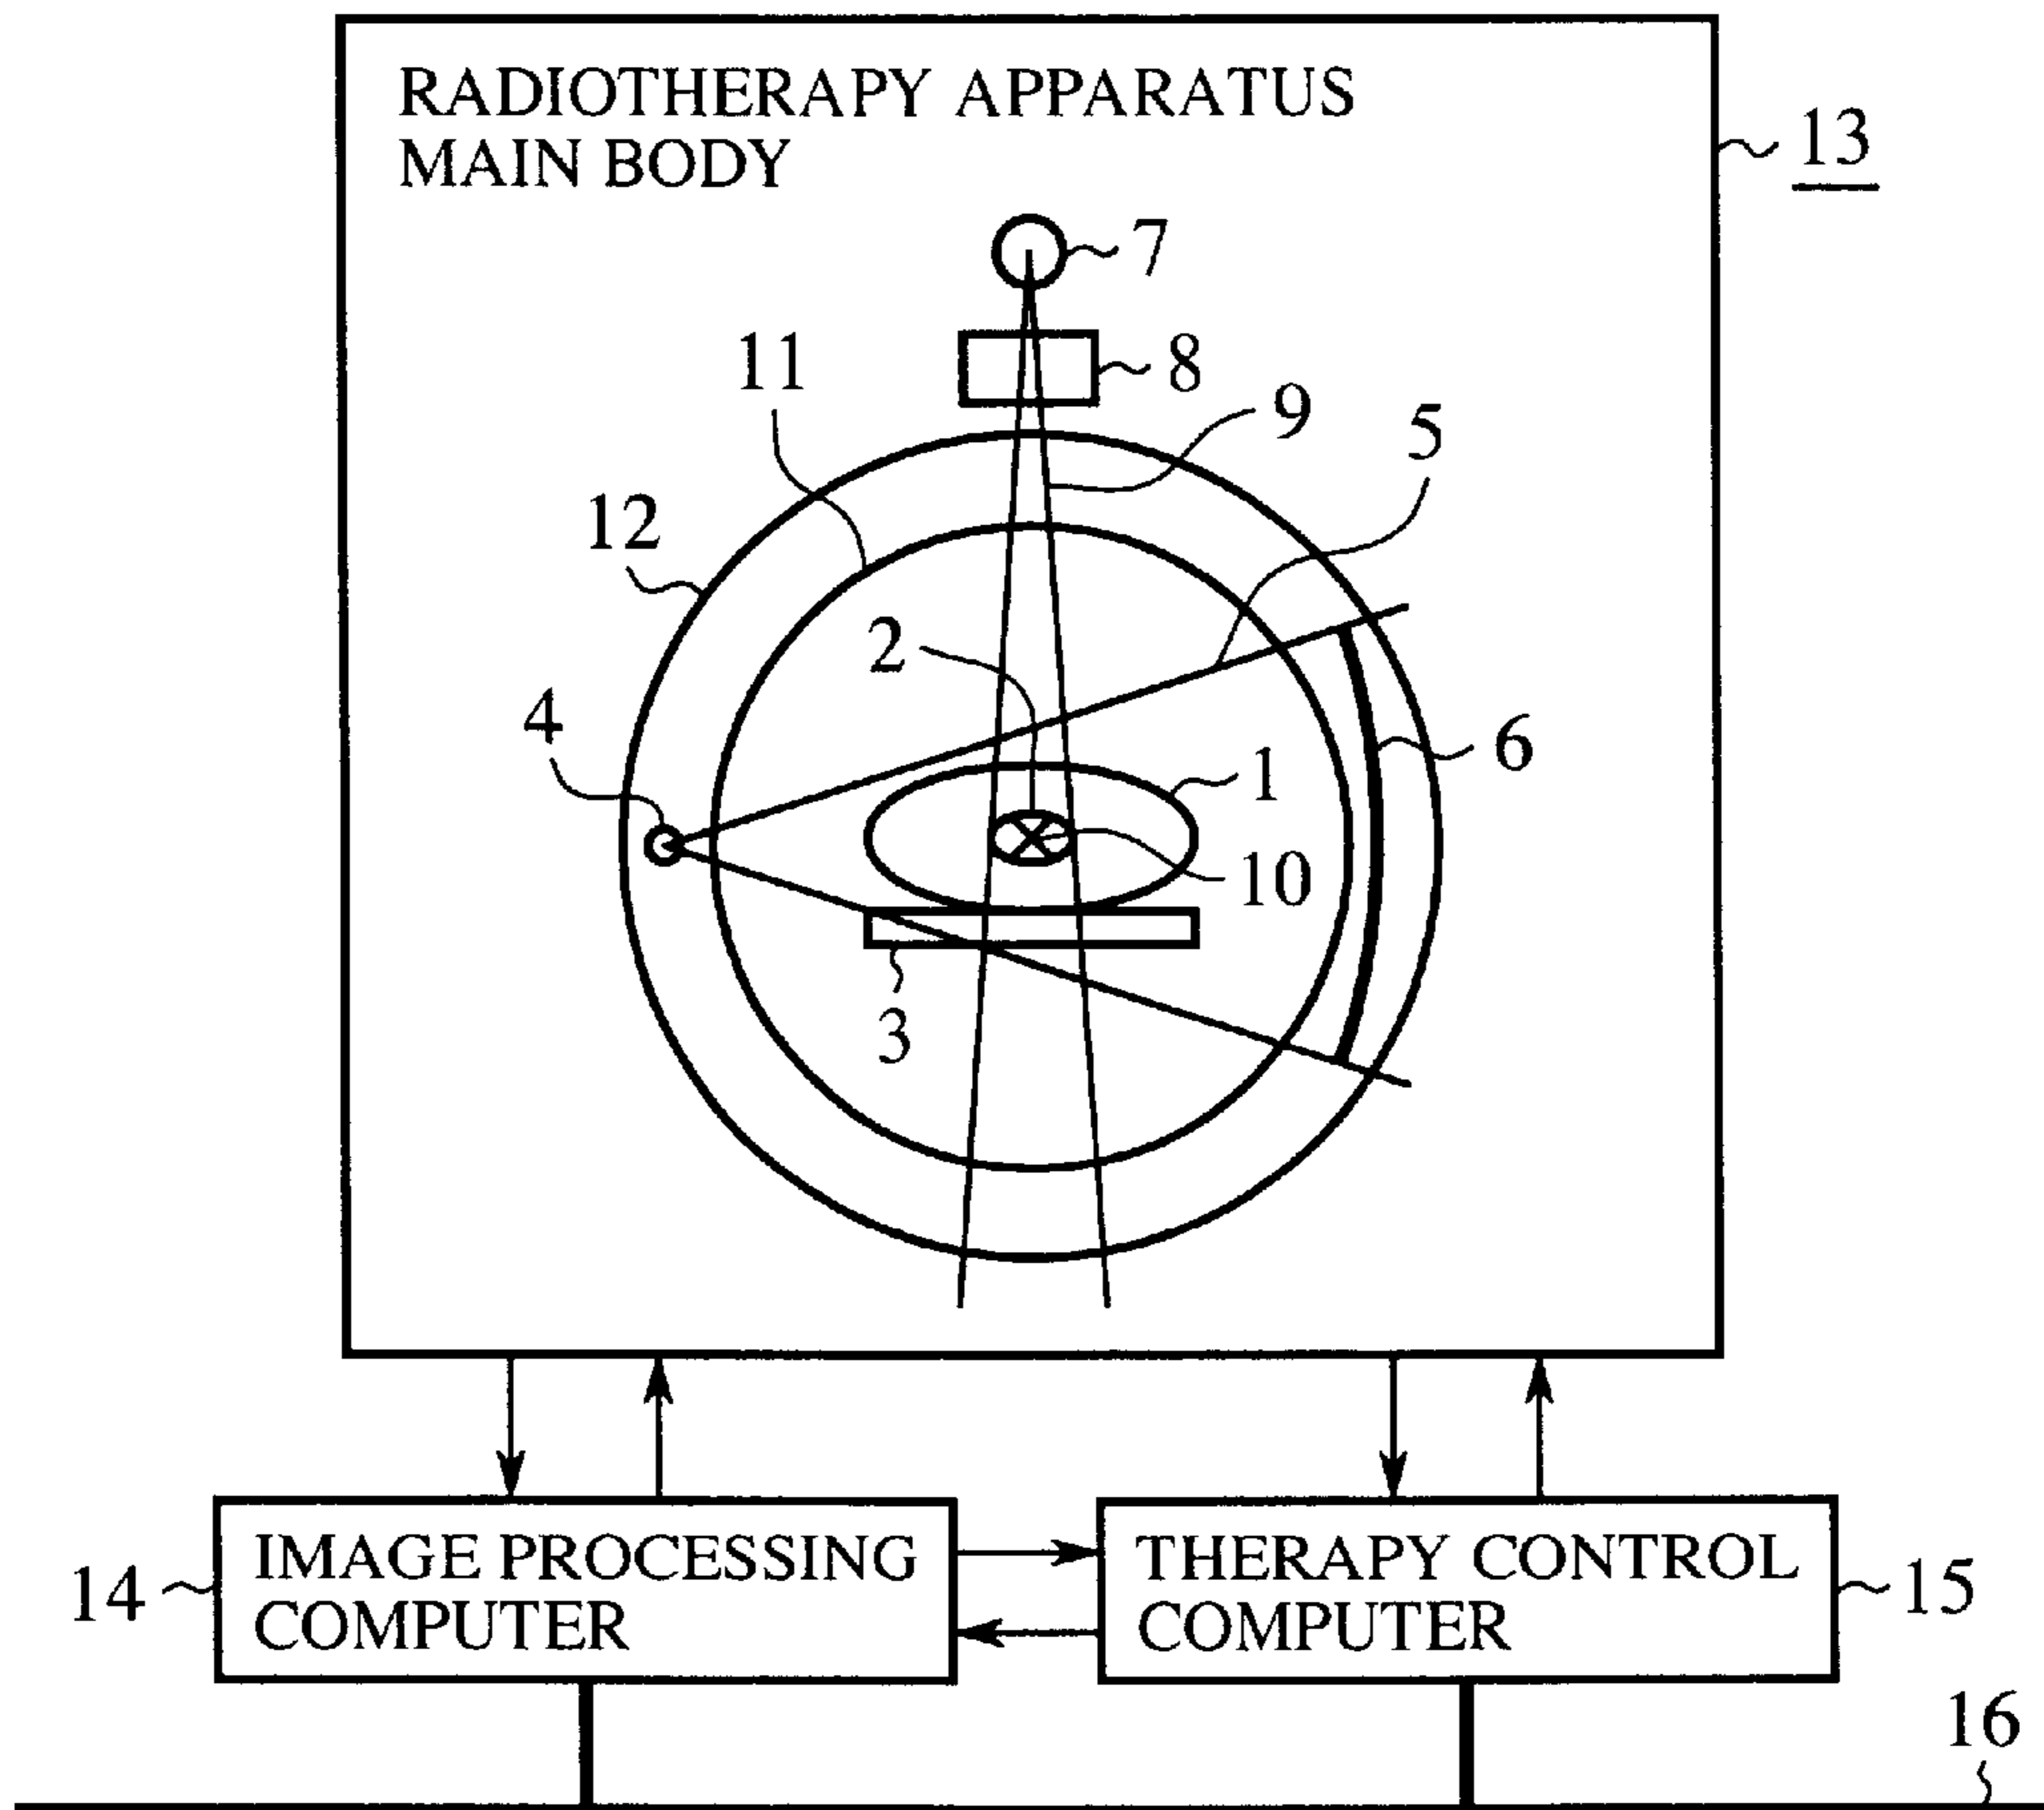 RADIOTHERAPY APPARATUS
MAIN BODY
13
7
8
11
9
5
12
2
4
6
1
10
3
IMAGE PROCESSING
COMPUTER
THERAPY CONTROL
COMPUTER
14
15
16